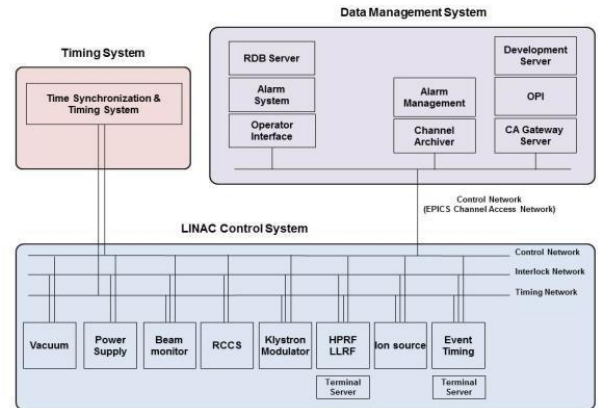 Data Management System
Timing System
Time Synchronization &
Timing System
RDB Server
Alarm
System
Operator
Interface
Alarm
Management
Channel
Archiver
Development
Server
OPI
CA Gateway
Server
Control Network
(EPICS Channel Access Network)
LINAC Control System
Control Network
Interlock Network
Timing Network
Vacuum
Power
Supply
Beam
monitor
RCCS
Klystron
Modulator
HPRF
LLRF
Ion source
Event
Timing
Terminal
Server
Terminal
Server